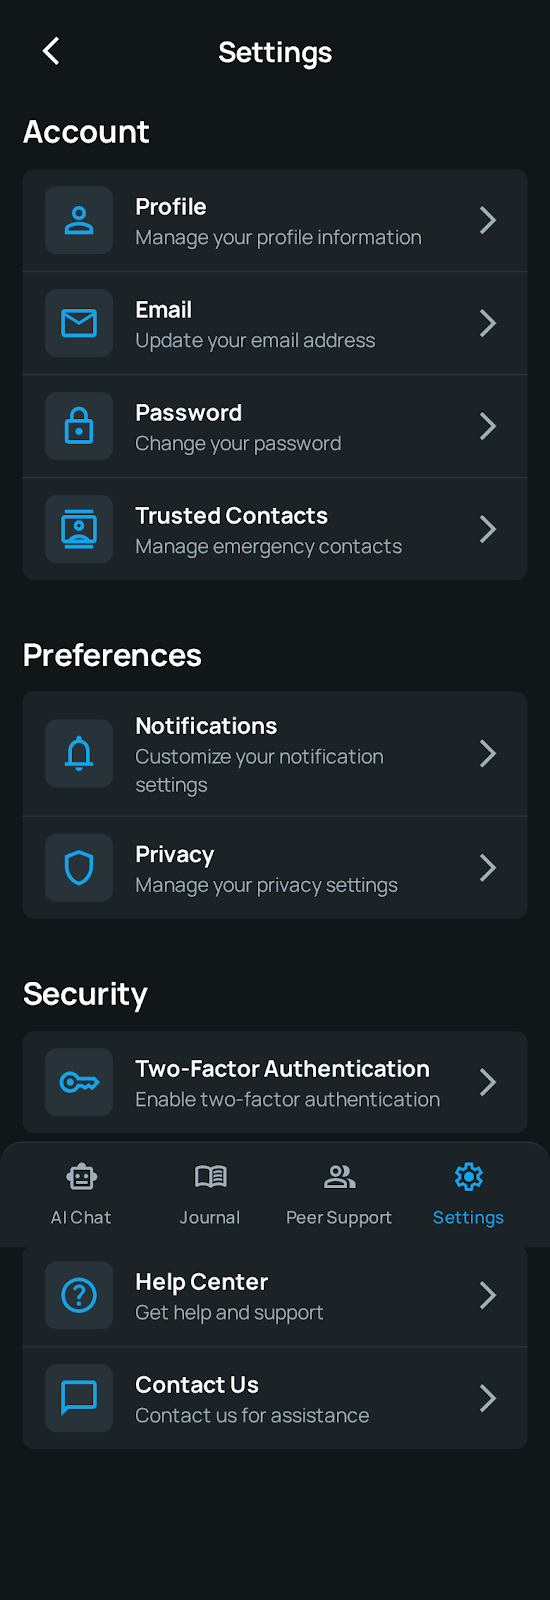 Settings
Account
Profile
Manage your profile information
Email
Update your email address
Password
Change your password
Trusted Contacts
Manage emergency contacts
Preferences
Notifications
Customize your notification
settings
Privacy
Manage your privacy settings
Security
Two-Factor Authentication
Enable two-factor authentication
AI Chat
Journal
Peer Support
Settings
Help Center
Get help and support
Contact Us
Contact us for assistance